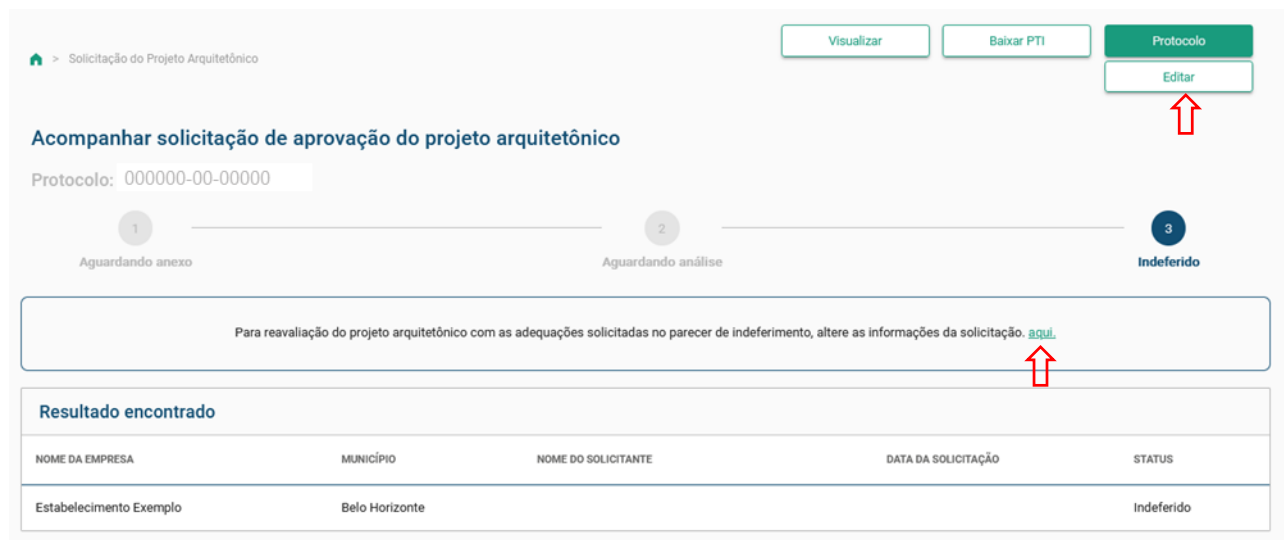 Visualizar Baixar PTI Protocolo
> Solicitação do Projeto Arquitetônico
Editar
Acompanhar solicitação de aprovação do projeto arquitetônico
Protocolo: 000000-00-00000
1 2 3
Aguardando anexo Aguardando análise Indeferido
Para reavaliação do projeto arquitetônico com as adequações solicitadas no parecer de indeferimento, altere as informações da solicitação. aqui.
Resultado encontrado
NOME DA EMPRESA MUNICÍPIO NOME DO SOLICITANTE DATA DA SOLICITAÇÃO STATUS
Estabelecimento Exemplo Belo Horizonte Indeferido